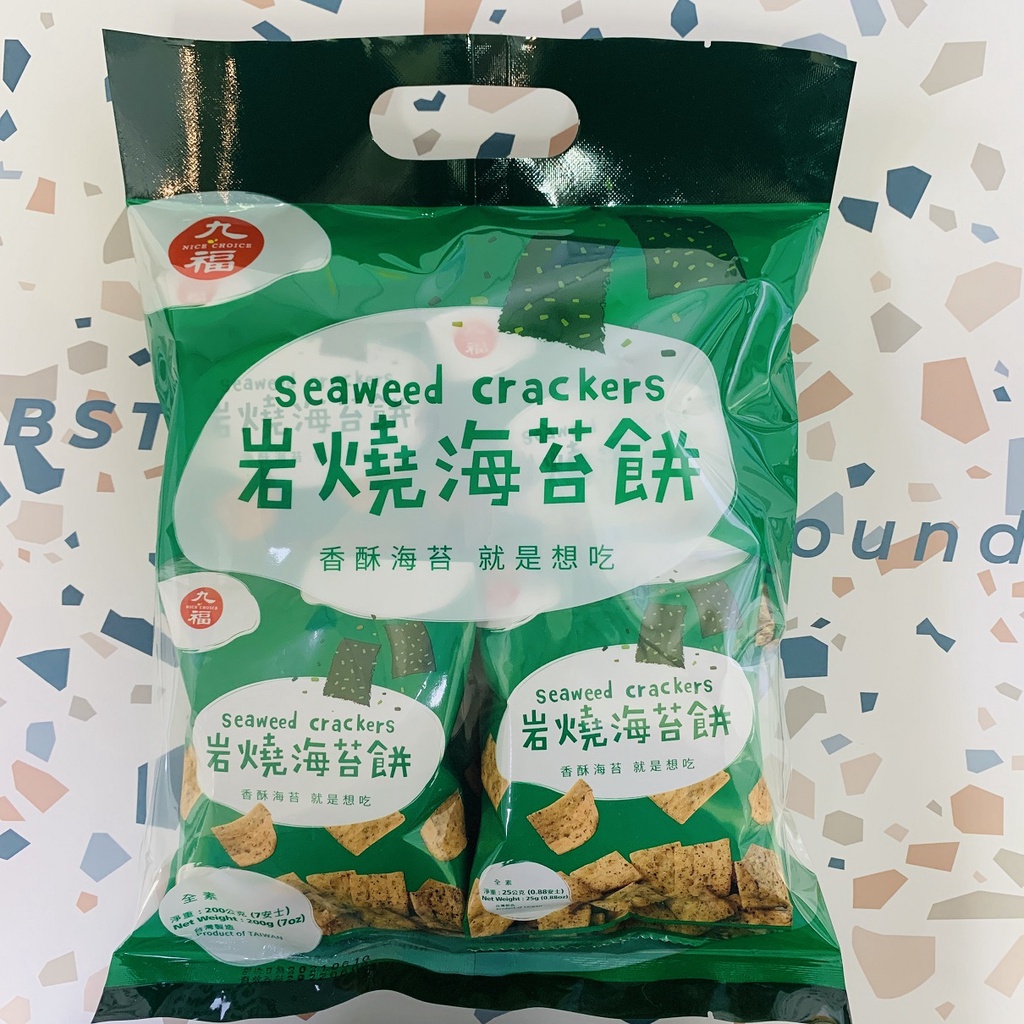 九
NICE CHOICE
福
seaweed crackers
岩燒海苔餅
香酥海苔 就是想吃
BST
ound
九
NICE CHOICE
福
seaweed crackers
岩燒海苔餅
香酥海苔 就是想吃
seaweed crackers
岩燒海苔餅
香酥海苔 就是想吃
全素
淨重：25公克 (0.88安士)
Net Weight : 25g (0.88oz)
全素
淨重：200公克 (7安士)
Net Weight : 200g (7oz)
台灣製造
Product of TAIWAN